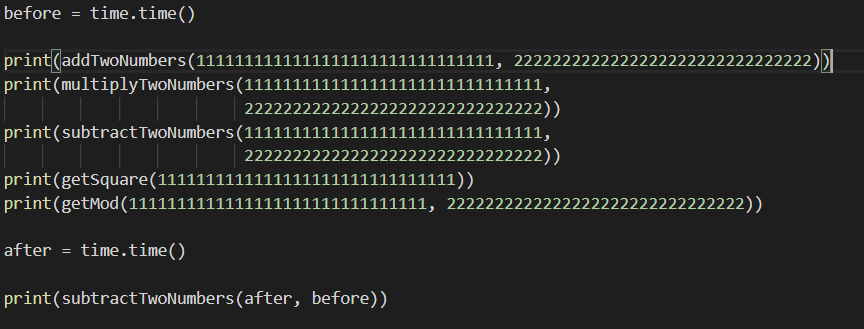 before = time.time()
print(addTwoNumbers(1111111111111111111111111111111, 2222222222222222222222222222222))
print(multiplyTwoNumbers(1111111111111111111111111111111,
2222222222222222222222222222222))
print(subtractTwoNumbers(1111111111111111111111111111111,
2222222222222222222222222222222))
print(getSquare(1111111111111111111111111111111))
print(getMod(1111111111111111111111111111111, 2222222222222222222222222222222))
after = time.time()
print(subtractTwoNumbers(after, before))